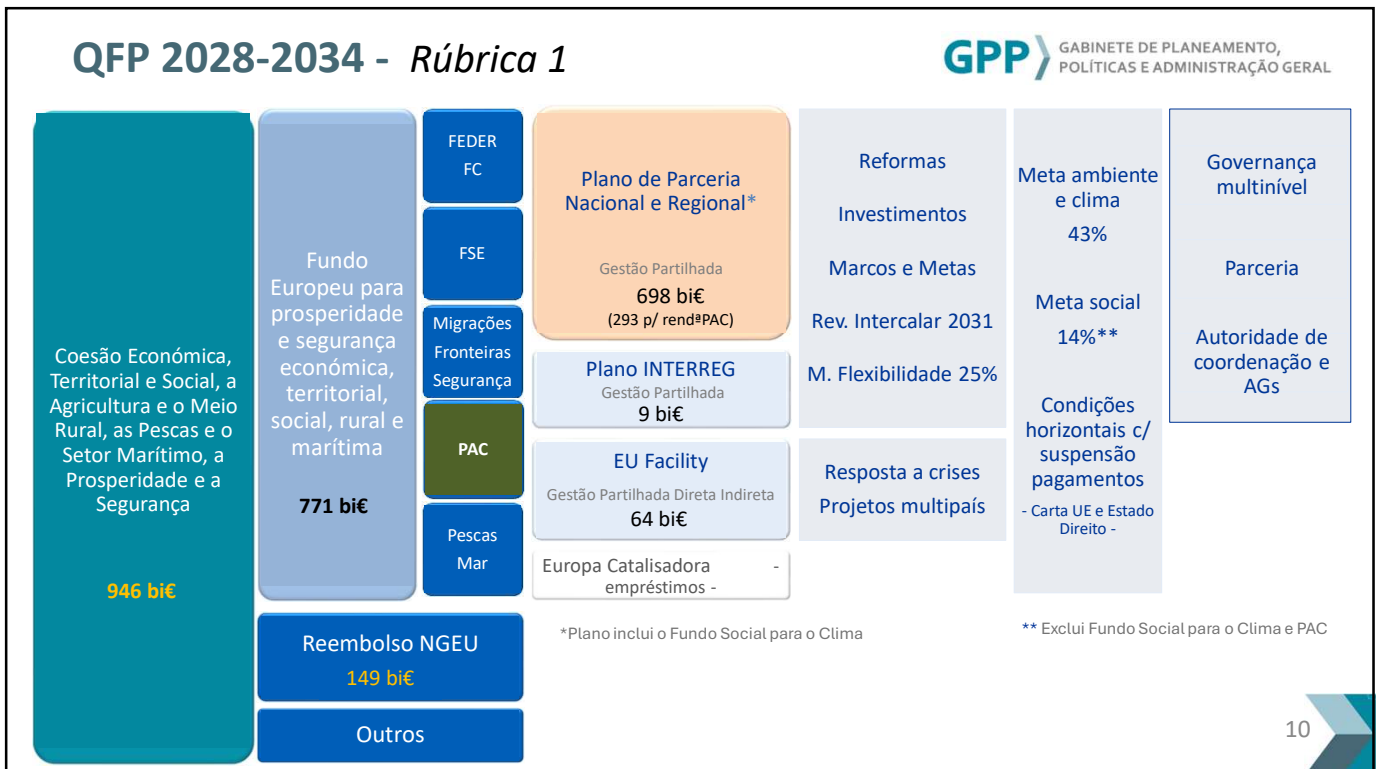 QFP 2028-2034 - Rúbrica 1
GPP
GABINETE DE PLANEAMENTO,
POLÍTICAS E ADMINISTRAÇÃO GERAL
Coesão Económica,
Territorial e Social, a
Agricultura e o Meio
Rural, as Pescas e o
Setor Marítimo, a
Prosperidade e a
Segurança
946 bi€
Fundo
Europeu para
prosperidade
e segurança
económica,
territorial,
social, rural e
marítima
771 bi€
FEDER
FC
FSE
Migrações
Fronteiras
Segurança
PAC
Pescas
Mar
Reembolso NGEU
149 bi€
Outros
Plano de Parceria
Nacional e Regional*
Gestão Partilhada
698 bi€
(293 p/ rendªPAC)
Plano INTERREG
Gestão Partilhada
9 bi€
EU Facility
Gestão Partilhada Direta Indireta
64 bi€
Europa Catalisadora -
empréstimos -
*Plano inclui o Fundo Social para o Clima
Reformas
Investimentos
Marcos e Metas
Rev. Intercalar 2031
M. Flexibilidade 25%
Resposta a crises
Projetos multipaís
Meta ambiente
e clima
43%
Meta social
14%**
Condições
horizontais c/
suspensão
pagamentos
- Carta UE e Estado
Direito -
Governança
multinível
Parceria
Autoridade de
coordenação e
AGs
** Exclui Fundo Social para o Clima e PAC
10